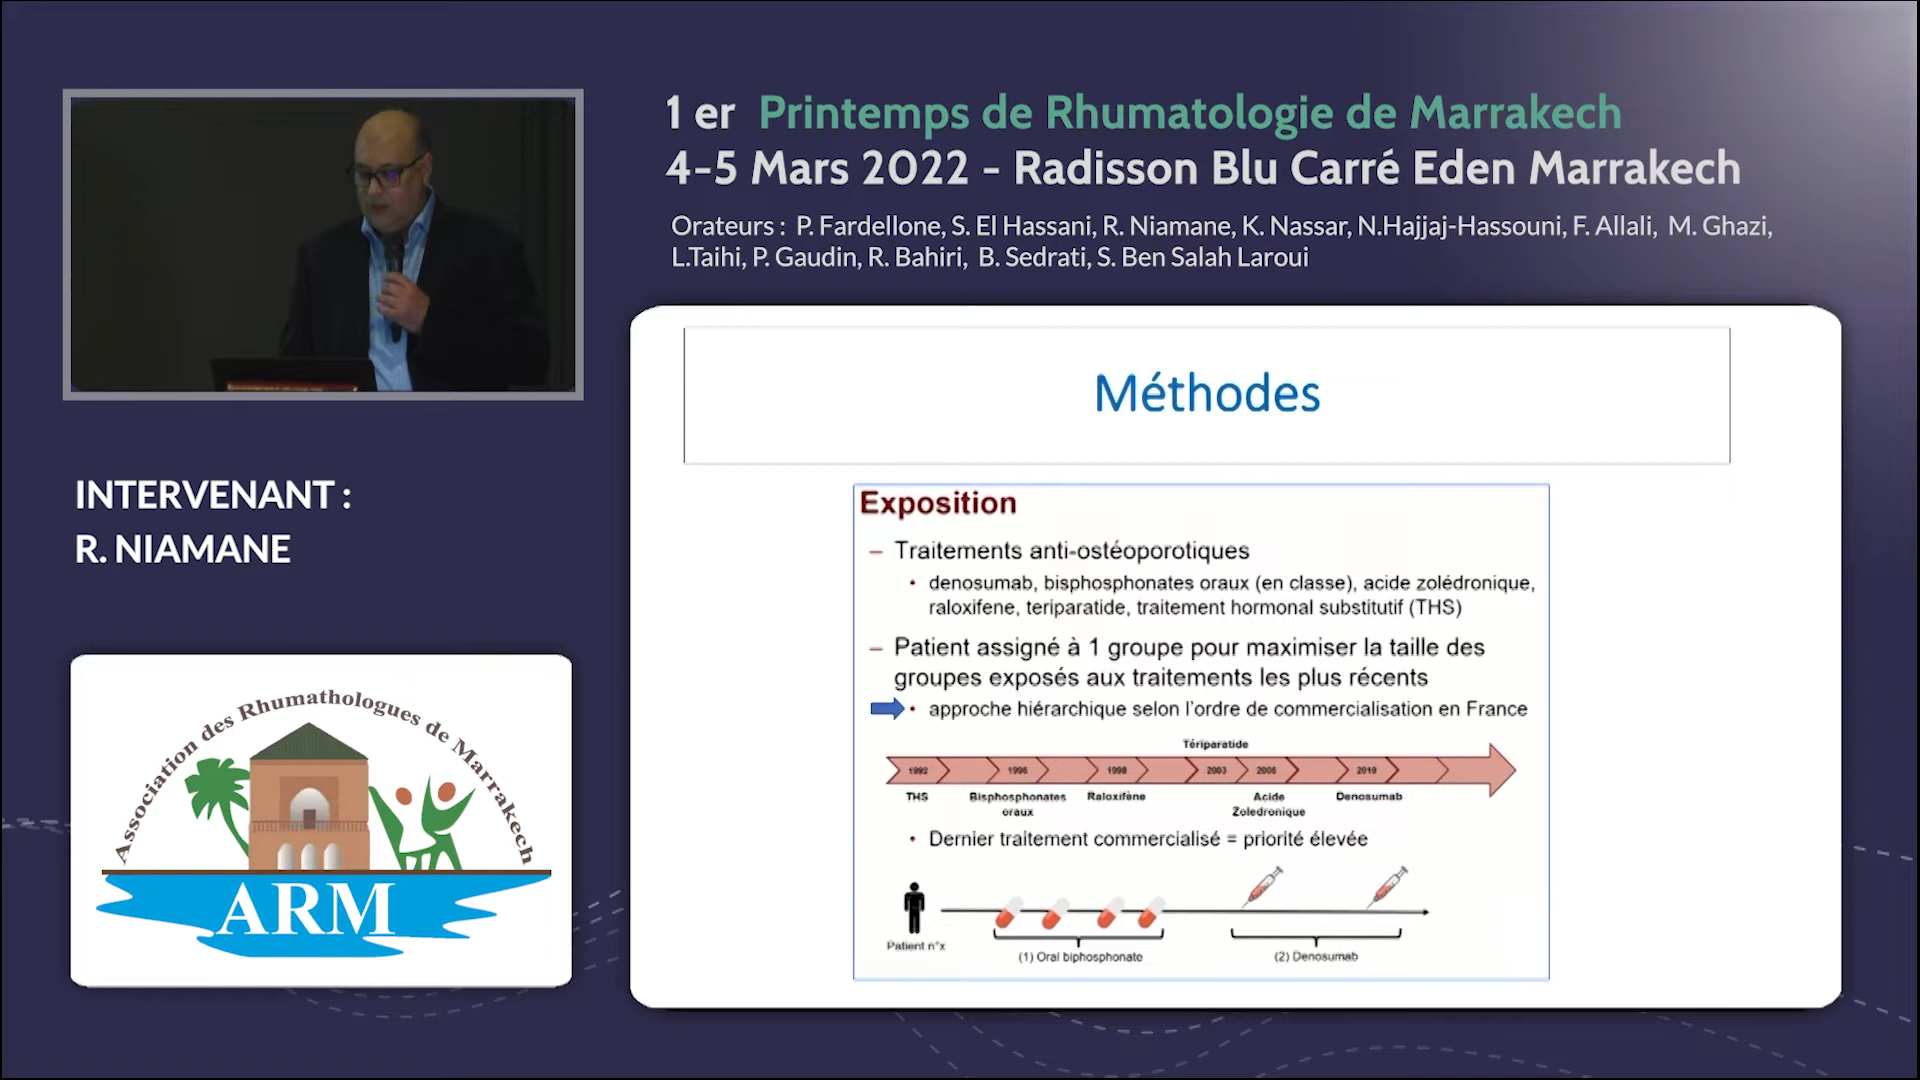 1 er Printemps de Rhumatologie de Marrakech
4-5 Mars 2022 - Radisson Blu Carré Eden Marrakech
Orateurs : P. Fardellone, S. El Hassani, R. Niamane, K. Nassar, N.Hajjaj-Hassouni, F. Allali, M. Ghazi,
L.Taihi, P. Gaudin, R. Bahiri, B. Sedrati, S. Ben Salah Laroui
INTERVENANT :
R. NIAMANE
Association des Rhumathologues de Marrakech
ARM
Méthodes
Exposition
– Traitements anti-ostéoporotiques
• denosumab, bisphosphonates oraux (en classe), acide zolédronique,
raloxifene, teriparatide, traitement hormonal substitutif (THS)
– Patient assigné à 1 groupe pour maximiser la taille des
groupes exposés aux traitements les plus récents
• approche hiérarchique selon l'ordre de commercialisation en France
Tériparatide
1992 1996 1998 2003 2005 2010
THS Bisphosphonates Raloxifène Acide Denosumab
oraux Zoledronique
• Dernier traitement commercialisé = priorité élevée
Patient n°x
(1) Oral biphosphonate (2) Denosumab